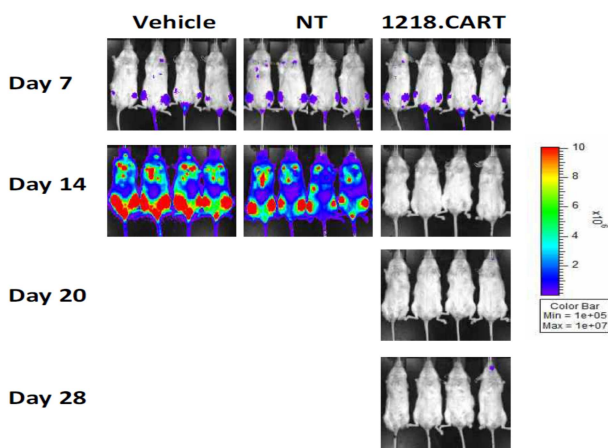 Vehicle NT 1218.CART
Day 7
Day 14
Day 20
Day 28
10
8
6
4
2
x10^6
Color Bar
Min = 1e+05
Max = 1e+07